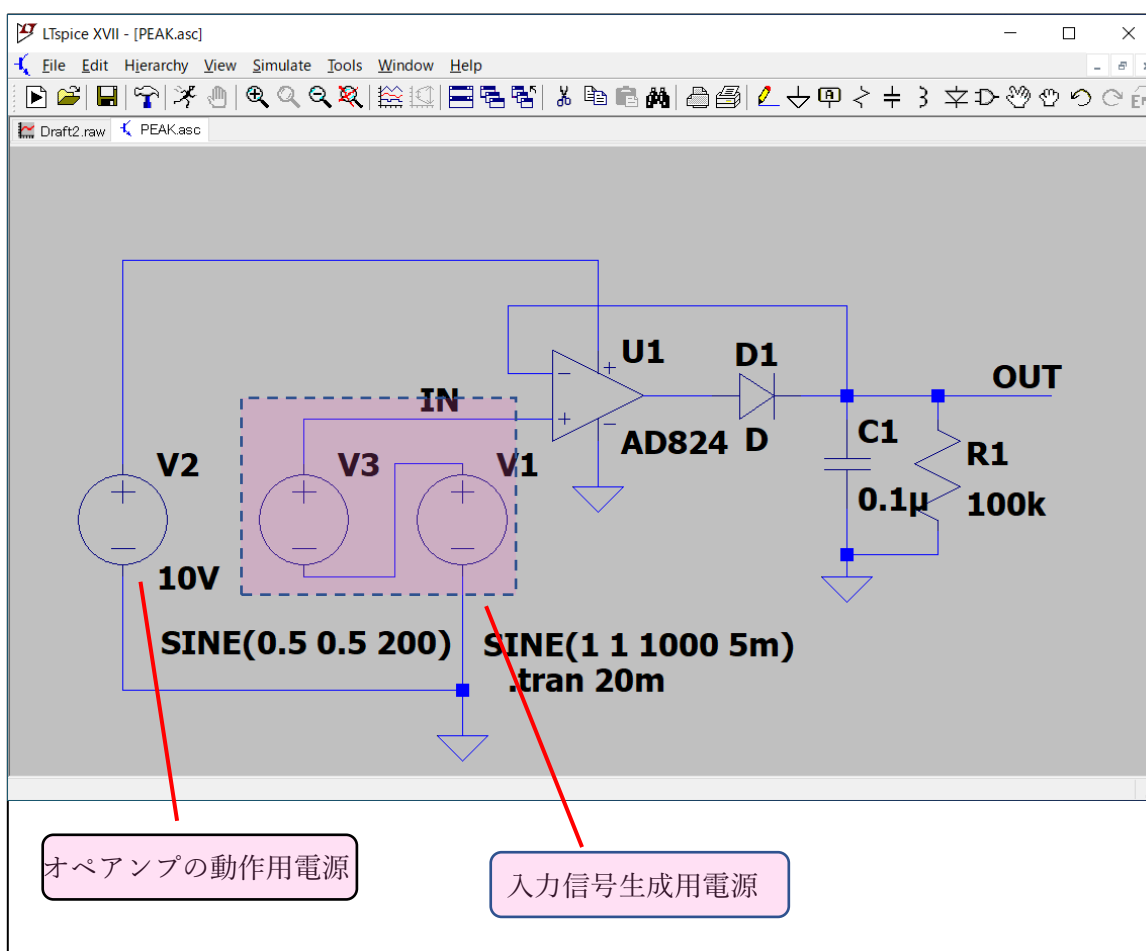 LTspice XVII - [PEAK.asc]
File Edit Hierarchy View Simulate Tools Window Help
Draft2.raw PEAK.asc
U1
D1
OUT
IN
AD824
D
C1
V2
V3
V1
R1
0.1µ
100k
10V
SINE(0.5 0.5 200)
SINE(1 1 1000 5m)
.tran 20m
オペアンプの動作用電源
入力信号生成用電源